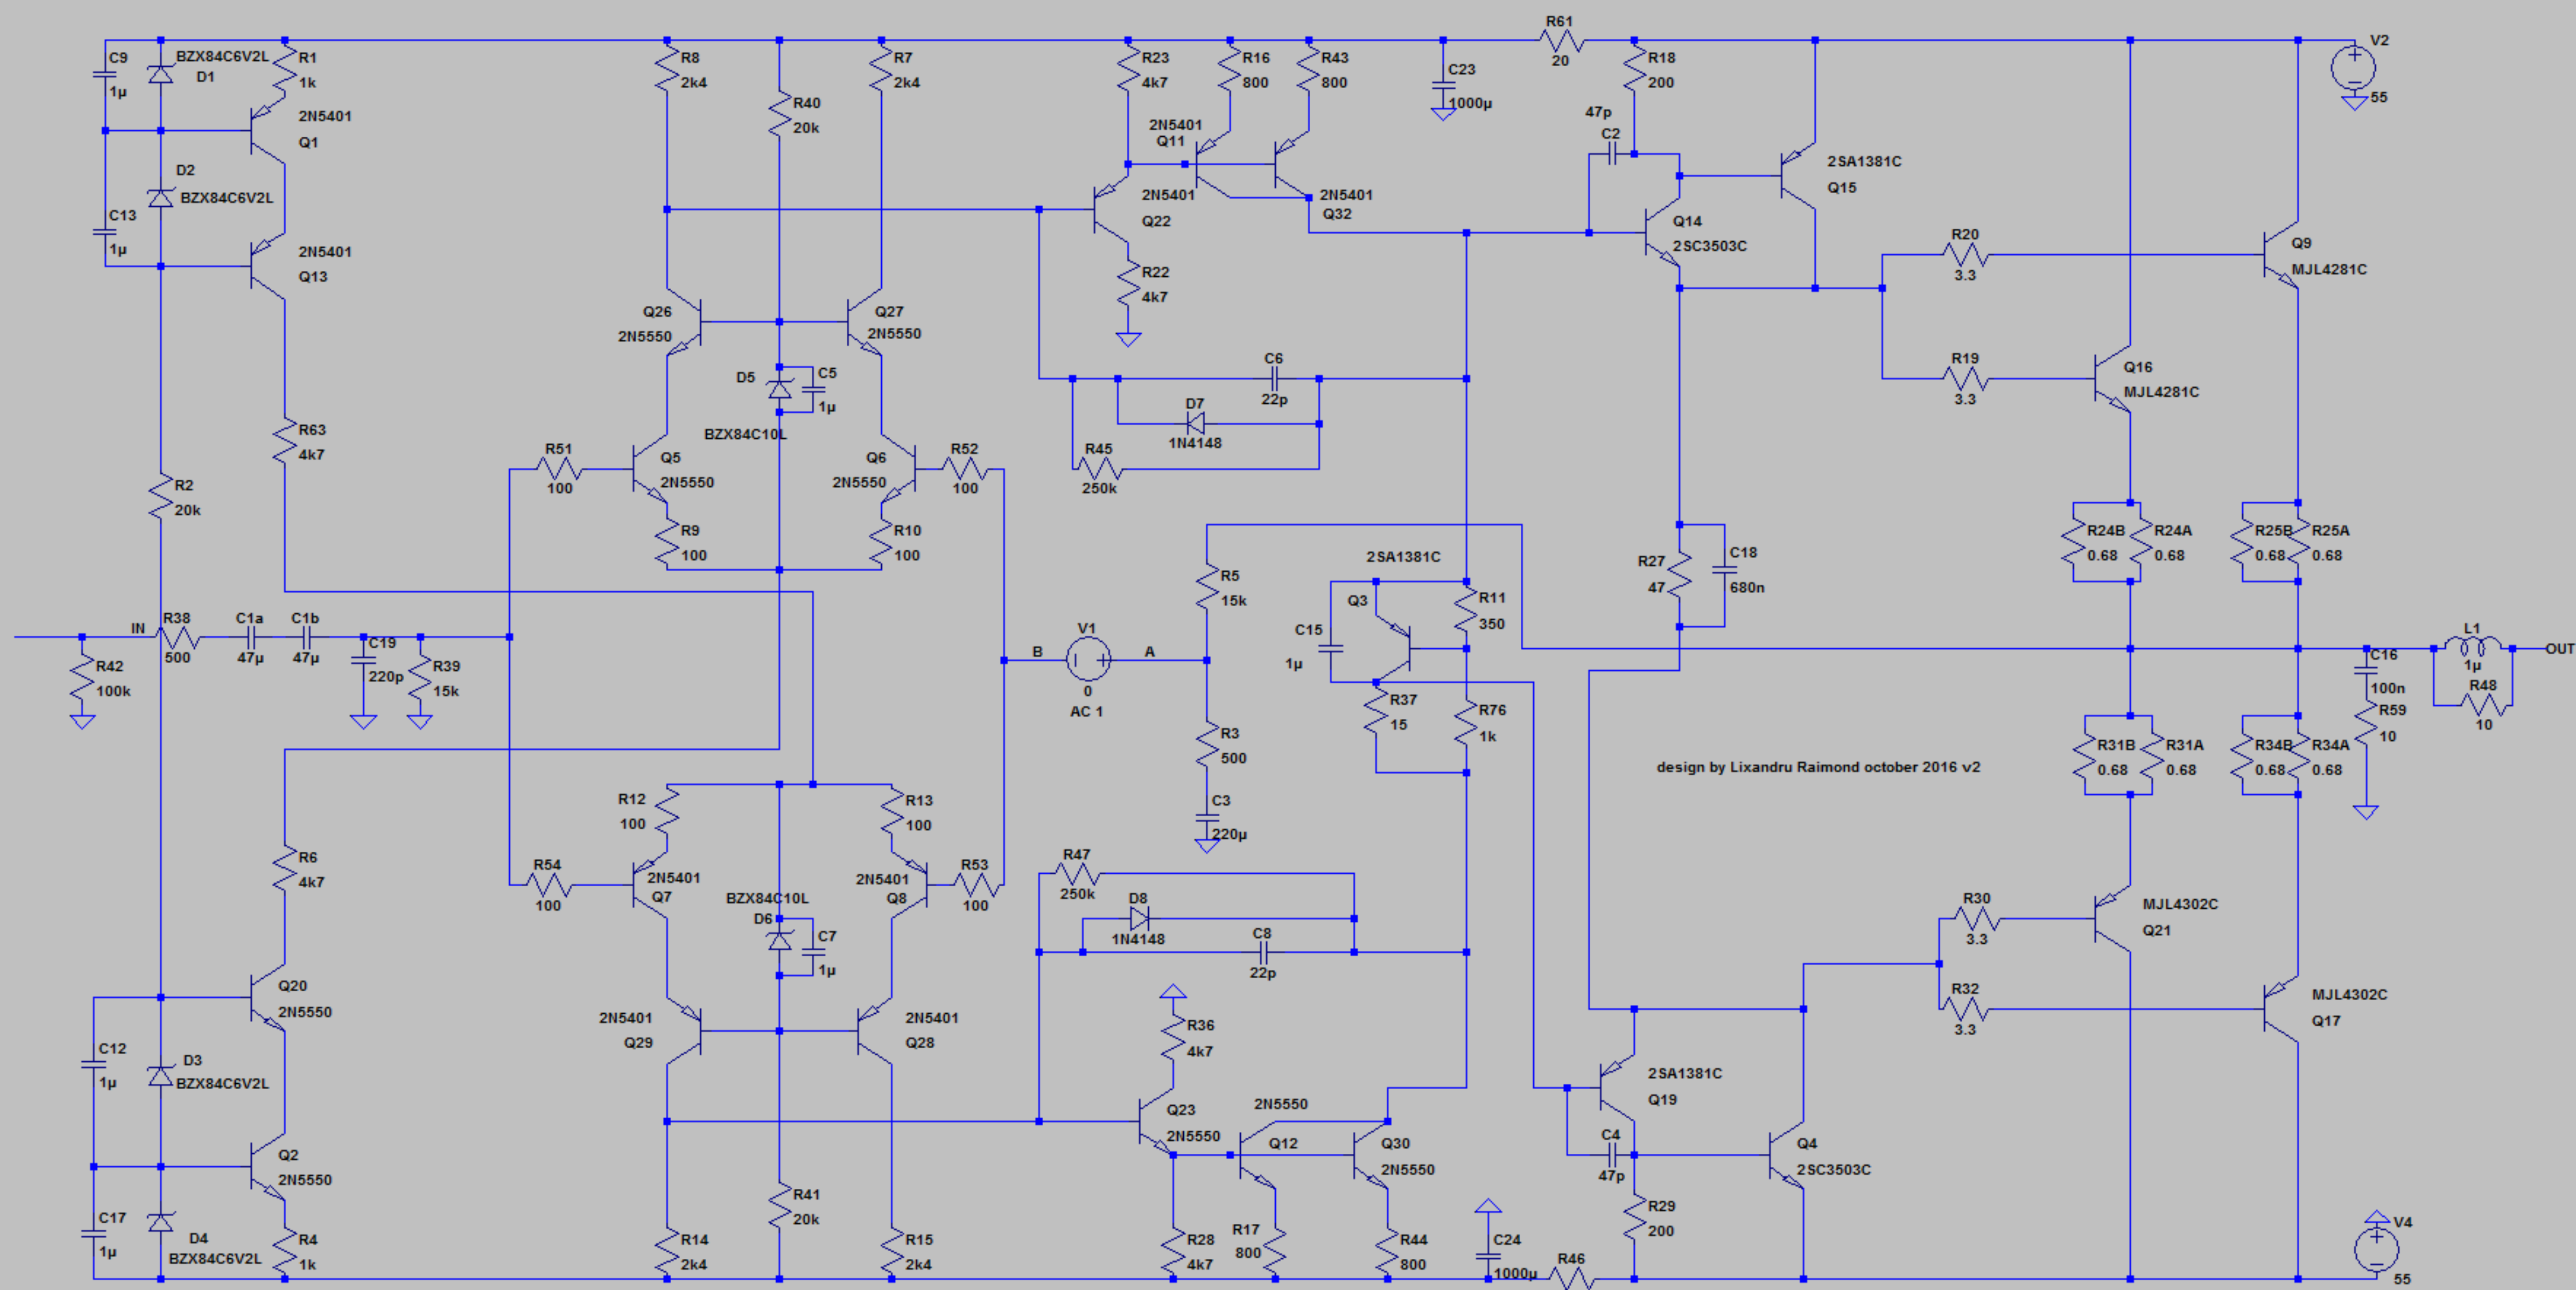 C9
1µ
BZX84C6V2L
D1
R1
1k
2N5401
Q1
D2
BZX84C6V2L
C13
1µ
2N5401
Q13
R63
4k7
R2
20k
R8
2k4
R40
20k
R7
2k4
Q26
2N5550
Q27
2N5550
D5
C5
1µ
BZX84C10L
R51
100
Q5
2N5550
Q6
2N5550
R52
100
R9
100
R10
100
R23
4k7
R16
800
R43
800
2N5401
Q11
2N5401
Q22
2N5401
Q32
R22
4k7
C6
22p
D7
1N4148
R45
250k
C23
1000µ
R61
20
R18
200
47p
C2
Q14
2SC3503C
2SA1381C
Q15
V2
55
R20
3.3
Q9
MJL4281C
R19
3.3
Q16
MJL4281C
R24B
0.68
R24A
0.68
R25B
0.68
R25A
0.68
IN
R38
500
C1a
47µ
C1b
47µ
C19
220p
R39
15k
R42
100k
B
V1
0
AC 1
A
R5
15k
R3
500
C3
220µ
2SA1381C
Q3
R11
350
C15
1µ
R37
15
R76
1k
R27
47
C18
680n
C16
100n
R59
10
L1
1µ
R48
10
OUT
design by Lixandru Raimond october 2016 v2
R31B
0.68
R31A
0.68
R34B
0.68
R34A
0.68
R12
100
R13
100
R6
4k7
R54
100
2N5401
Q7
2N5401
Q8
R53
100
BZX84C10L
D6
C7
1µ
2N5401
Q29
2N5401
Q28
R47
250k
D8
1N4148
C8
22p
R36
4k7
Q23
2N5550
2N5550
Q12
Q30
2N5550
R30
3.3
MJL4302C
Q21
R32
3.3
MJL4302C
Q17
2SA1381C
Q19
C4
47p
Q4
2SC3503C
R29
200
Q20
2N5550
C12
1µ
D3
BZX84C6V2L
Q2
2N5550
C17
1µ
D4
BZX84C6V2L
R4
1k
R14
2k4
R41
20k
R15
2k4
R28
4k7
R17
800
R44
800
C24
1000µ
R46
V4
55